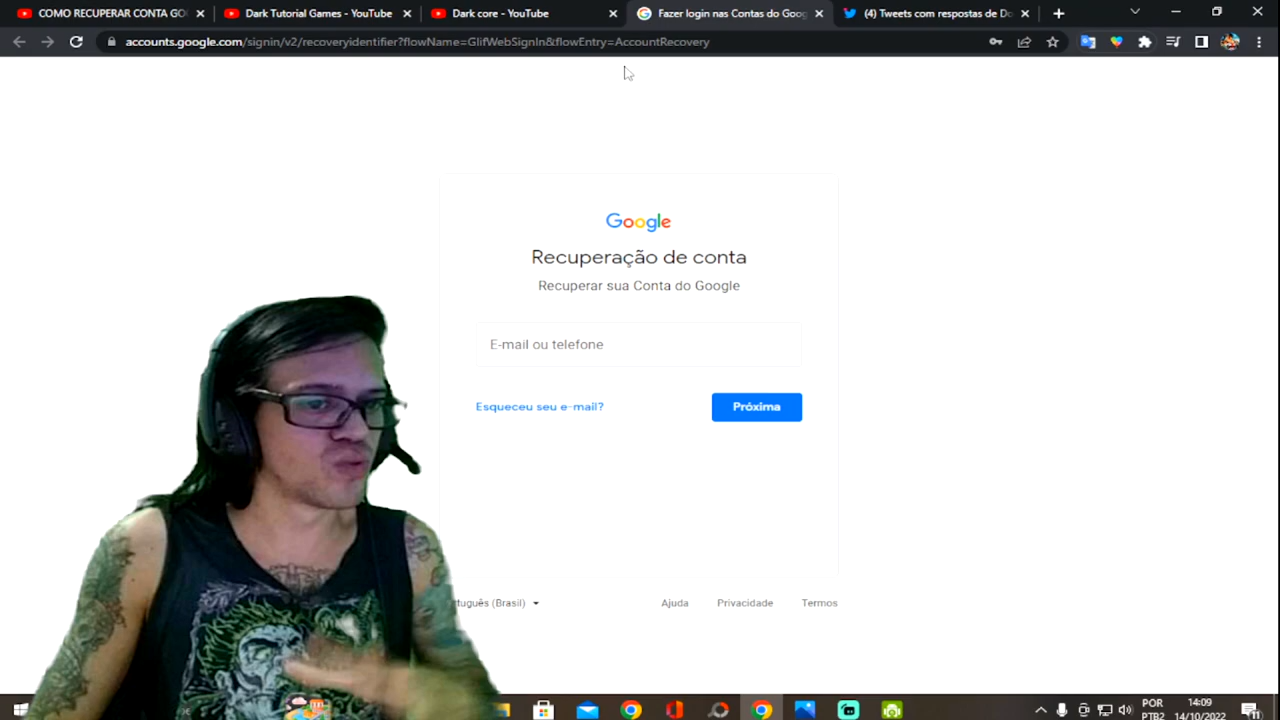 COMO RECUPERAR CONTA GO
Dark Tutorial Games - YouTube
Dark core - YouTube
Fazer login nas Contas do Goog
(4) Tweets com respostas de Do
accounts.google.com/signin/v2/recoveryidentifier?flowName=GlifWebSignIn&flowEntry=AccountRecovery
Google
Recuperação de conta
Recuperar sua Conta do Google
E-mail ou telefone
Esqueceu seu e-mail?
Próxima
tuguês (Brasil)
Ajuda
Privacidade
Termos
POR
PTB2
14:09
14/10/2022